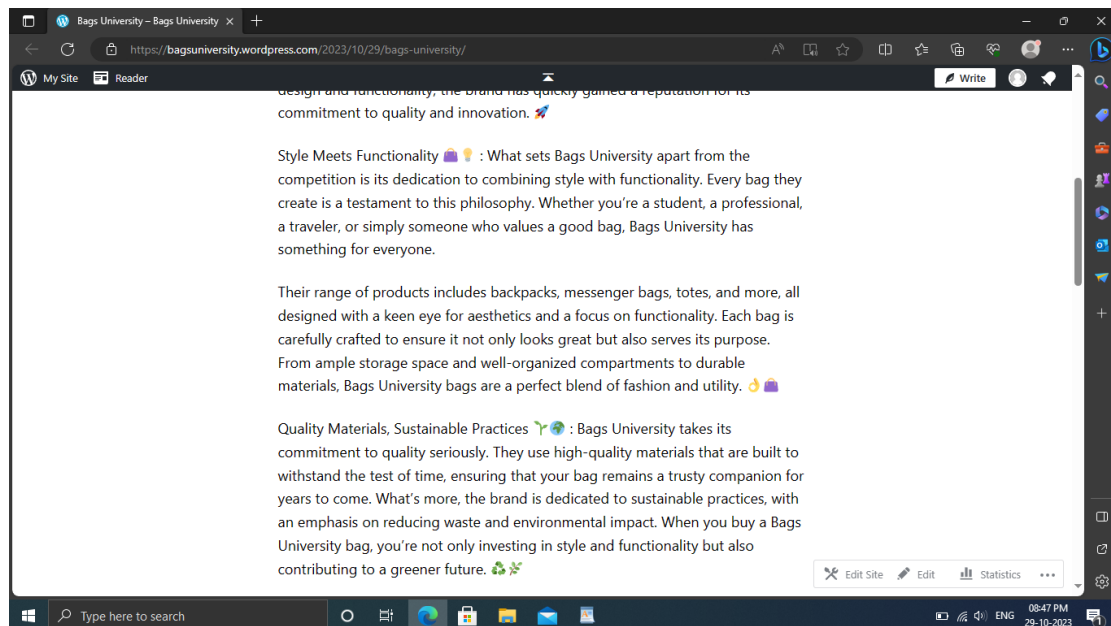 Bags University – Bags University
https://bagsuniversity.wordpress.com/2023/10/29/bags-university/
My Site Reader Write
design and functionality, the brand has quickly gained a reputation for its
commitment to quality and innovation. 🚀
Style Meets Functionality 👜💡 : What sets Bags University apart from the
competition is its dedication to combining style with functionality. Every bag they
create is a testament to this philosophy. Whether you’re a student, a professional,
a traveler, or simply someone who values a good bag, Bags University has
something for everyone.
Their range of products includes backpacks, messenger bags, totes, and more, all
designed with a keen eye for aesthetics and a focus on functionality. Each bag is
carefully crafted to ensure it not only looks great but also serves its purpose.
From ample storage space and well-organized compartments to durable
materials, Bags University bags are a perfect blend of fashion and utility. 👌👜
Quality Materials, Sustainable Practices 🌱🌍 : Bags University takes its
commitment to quality seriously. They use high-quality materials that are built to
withstand the test of time, ensuring that your bag remains a trusty companion for
years to come. What’s more, the brand is dedicated to sustainable practices, with
an emphasis on reducing waste and environmental impact. When you buy a Bags
University bag, you’re not only investing in style and functionality but also
contributing to a greener future. ♻️🌿
Edit Site Edit Statistics
Type here to search
ENG
08:47 PM
29-10-2023